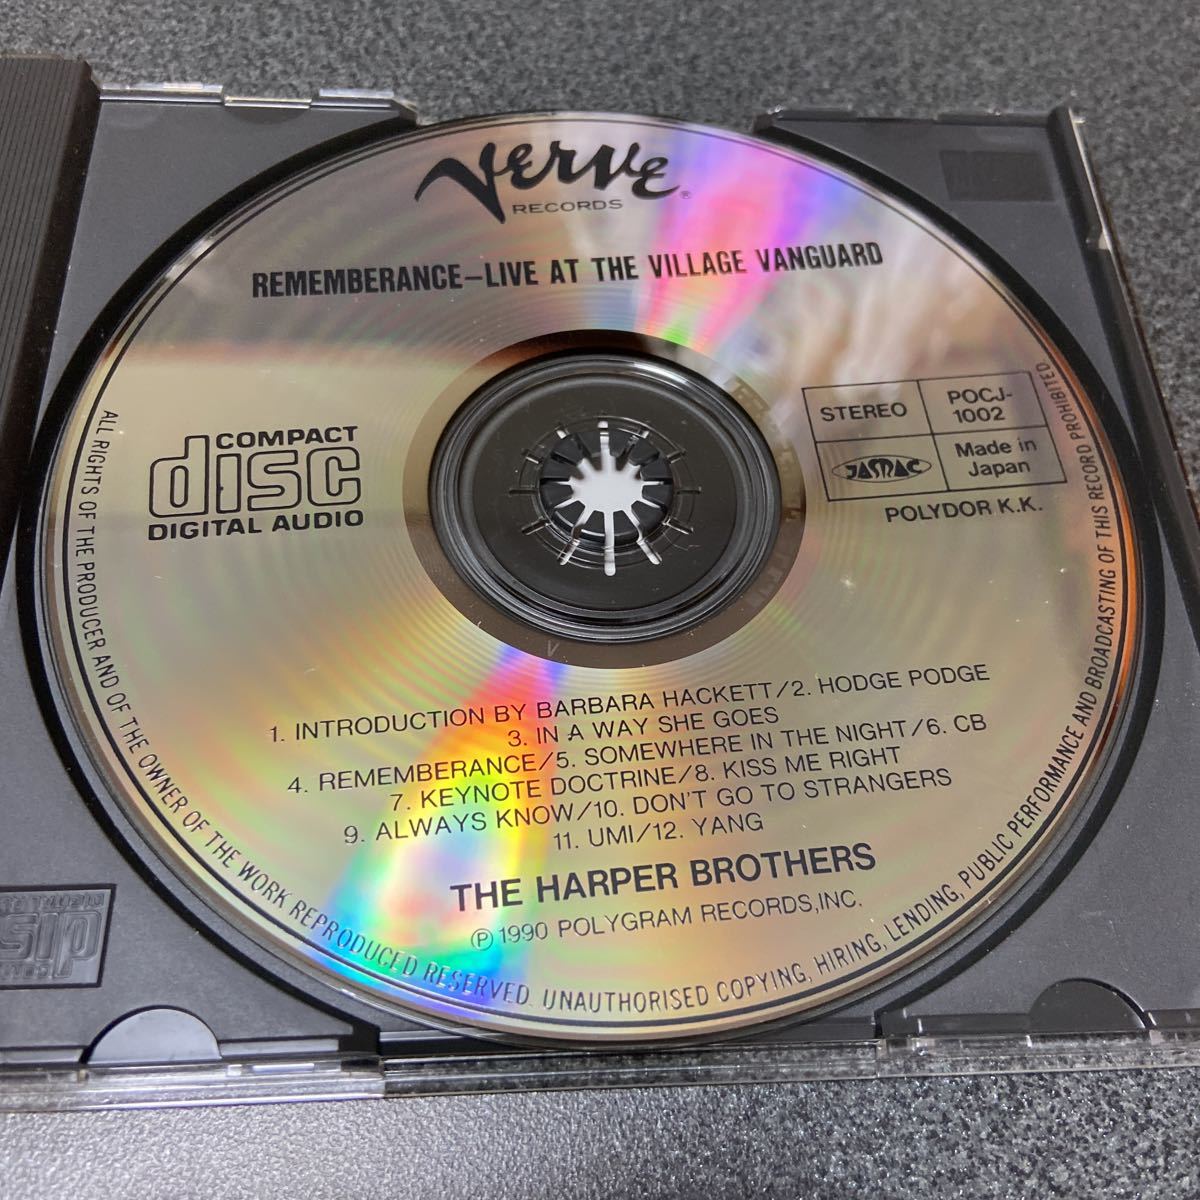 Verve®
RECORDS
REMEMBERANCE–LIVE AT THE VILLAGE VANGUARD
COMPACT
disc
DIGITAL AUDIO
STEREO
POCJ-
1002
JASRAC
Made in
Japan
POLYDOR K.K.
1. INTRODUCTION BY BARBARA HACKETT/2. HODGE PODGE
3. IN A WAY SHE GOES
4. REMEMBERANCE/5. SOMEWHERE IN THE NIGHT/6. CB
7. KEYNOTE DOCTRINE/8. KISS ME RIGHT
9. ALWAYS KNOW/10. DON'T GO TO STRANGERS
11. UMI/12. YANG
THE HARPER BROTHERS
Ⓟ1990 POLYGRAM RECORDS,INC.
ALL RIGHTS OF THE PRODUCER AND OF THE OWNER OF THE WORK REPRODUCED RESERVED. UNAUTHORISED COPYING, HIRING, LENDING, PUBLIC PERFORMANCE AND BROADCASTING OF THIS RECORD PROHIBITED.